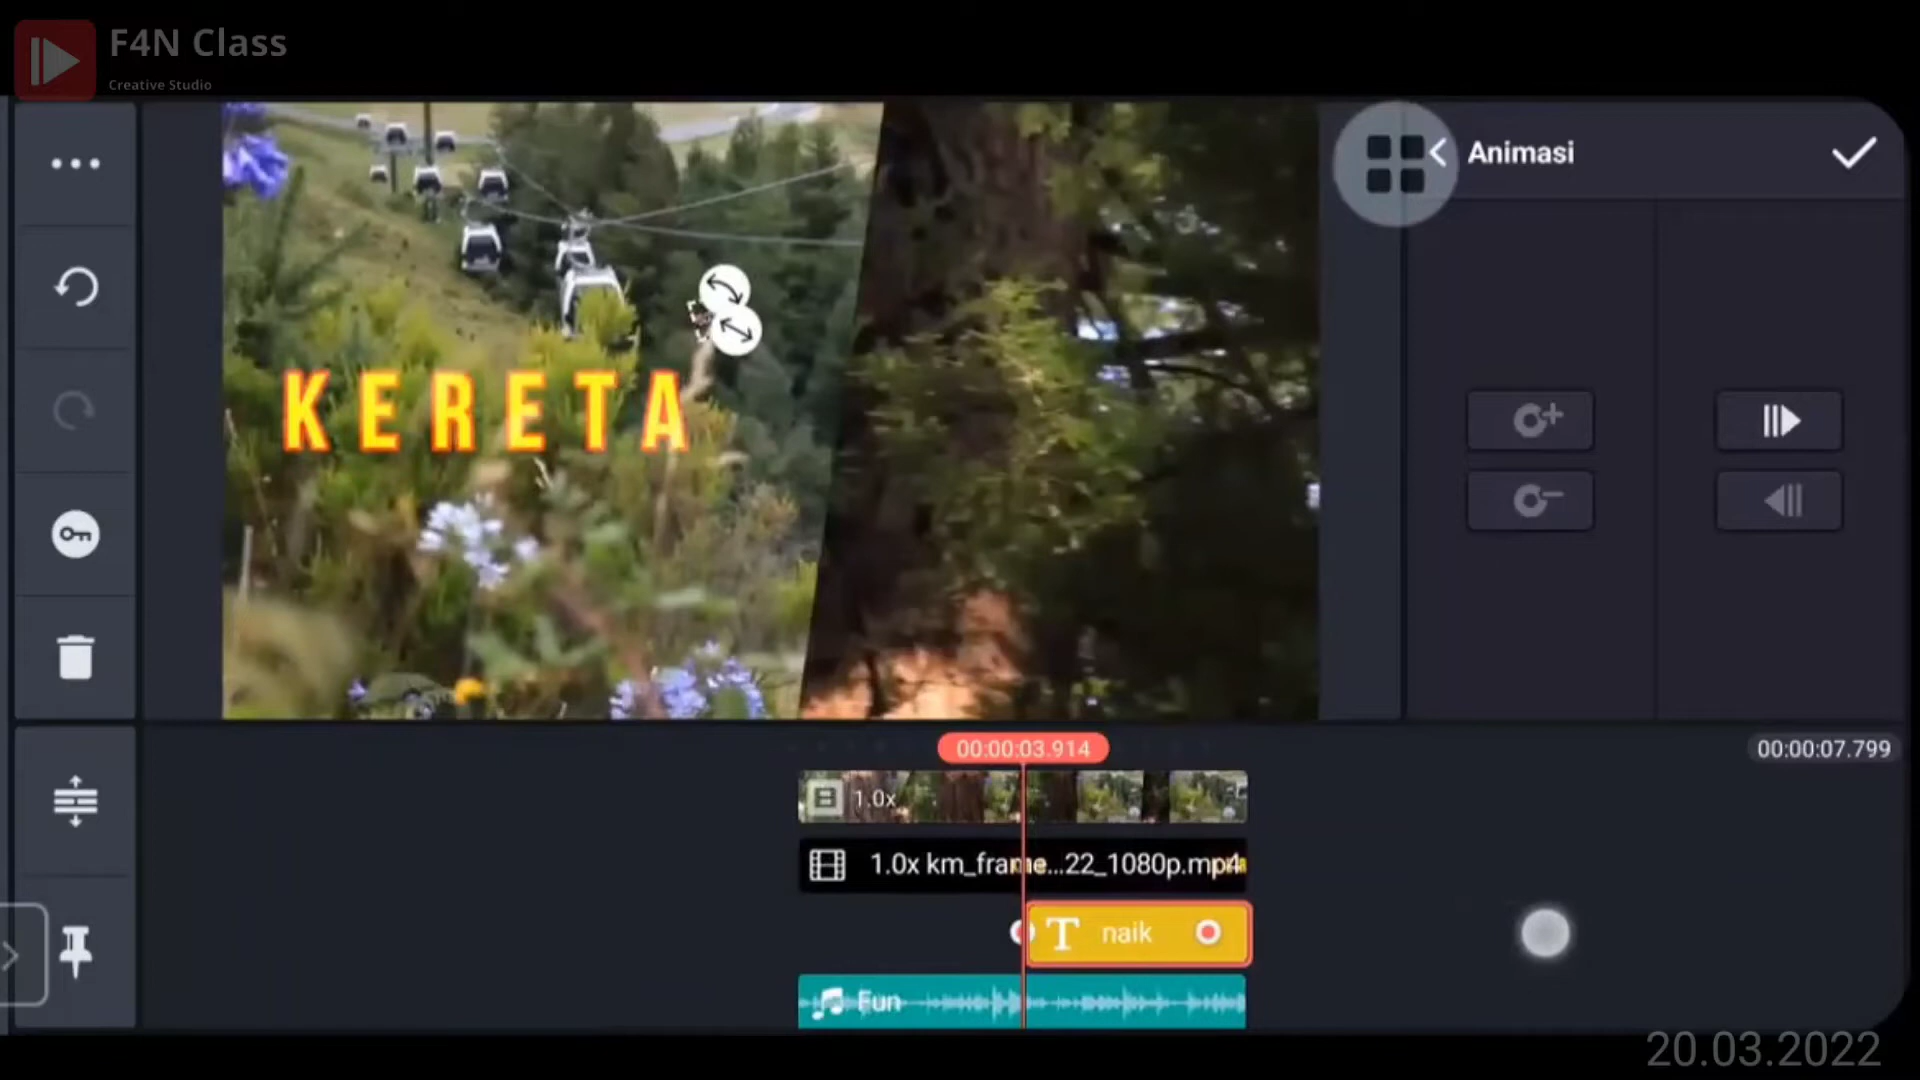 F4N Class
Creative Studio
Animasi
KERETA
00:00:03.914
00:00:07.799
1.0x
1.0x km_frame...22_1080p.mp4
T naik
Fun
20.03.2022